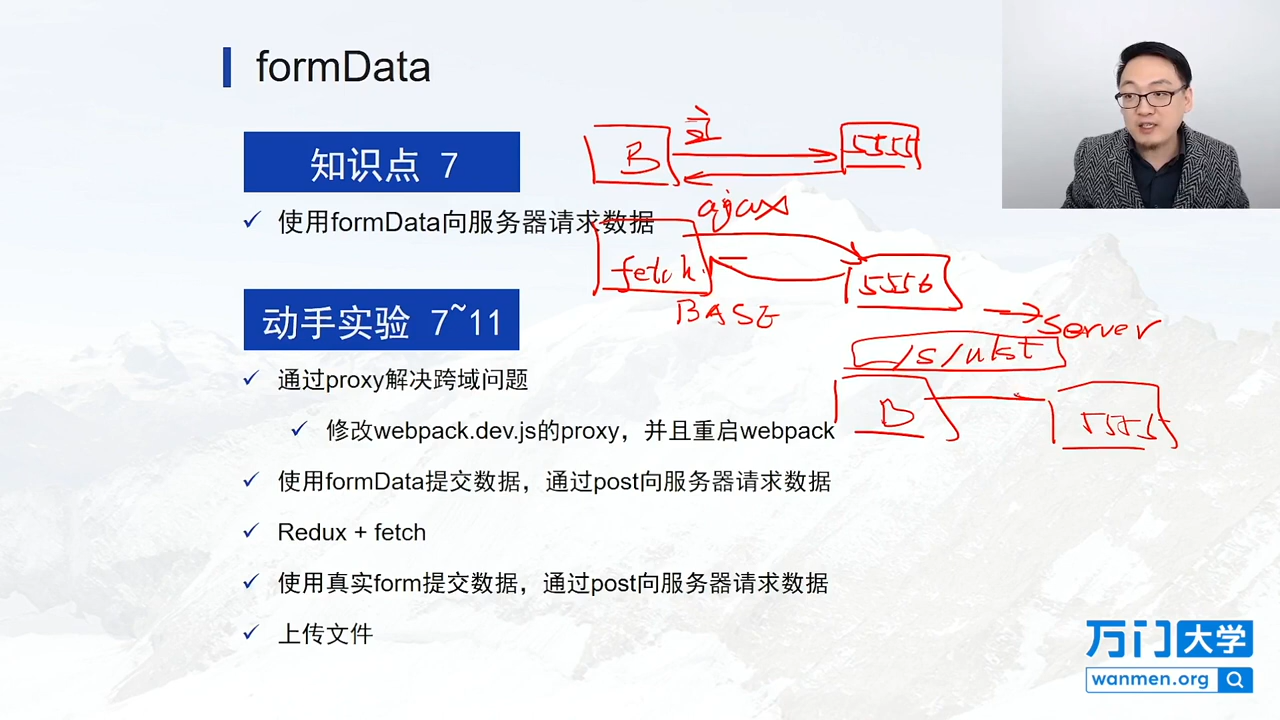 formData
知识点 7
使用formData向服务器请求数据
动手实验 7~11
通过proxy解决跨域问题
修改webpack.dev.js的proxy，并且重启webpack
使用formData提交数据，通过post向服务器请求数据
Redux + fetch
使用真实form提交数据，通过post向服务器请求数据
上传文件
B
5555
ajax
fetch
5556
BASE
server
B
5555
万门大学
wanmen.org